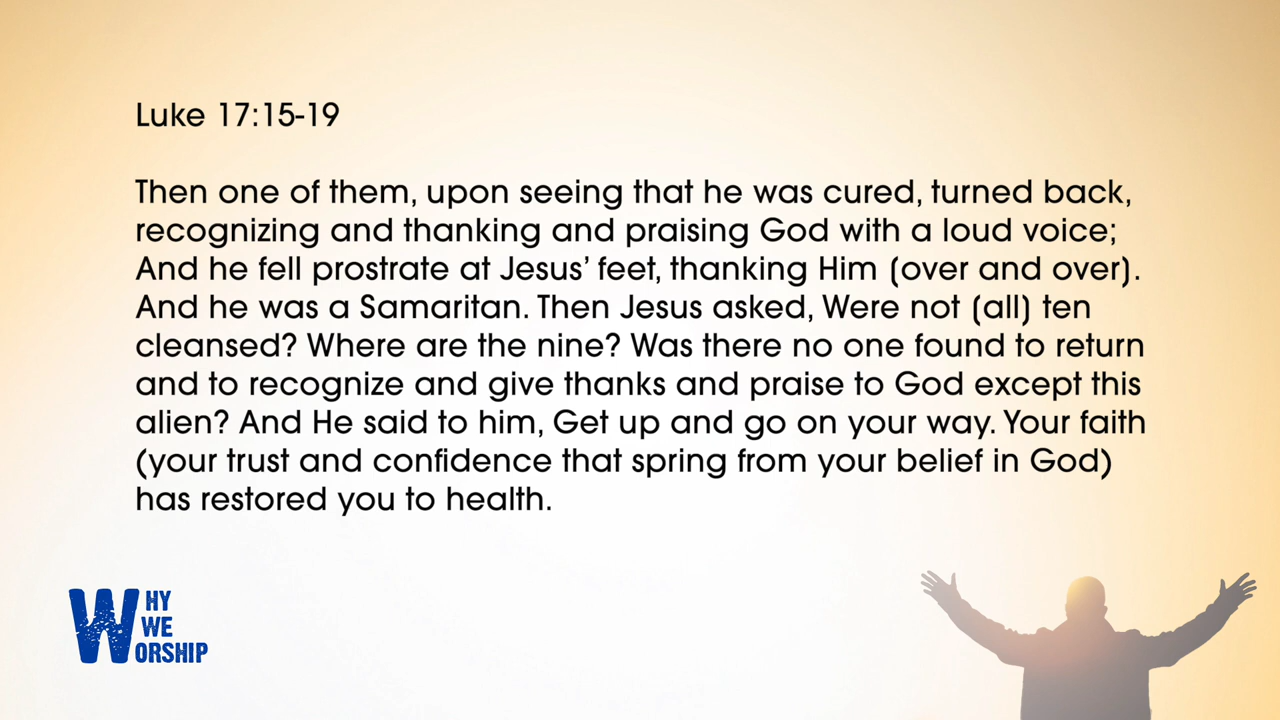 Luke 17:15-19
Then one of them, upon seeing that he was cured, turned back,
recognizing and thanking and praising God with a loud voice;
And he fell prostrate at Jesus’ feet, thanking Him (over and over).
And he was a Samaritan. Then Jesus asked, Were not (all) ten
cleansed? Where are the nine? Was there no one found to return
and to recognize and give thanks and praise to God except this
alien? And He said to him, Get up and go on your way. Your faith
(your trust and confidence that spring from your belief in God)
has restored you to health.
WHY
WE
WORSHIP